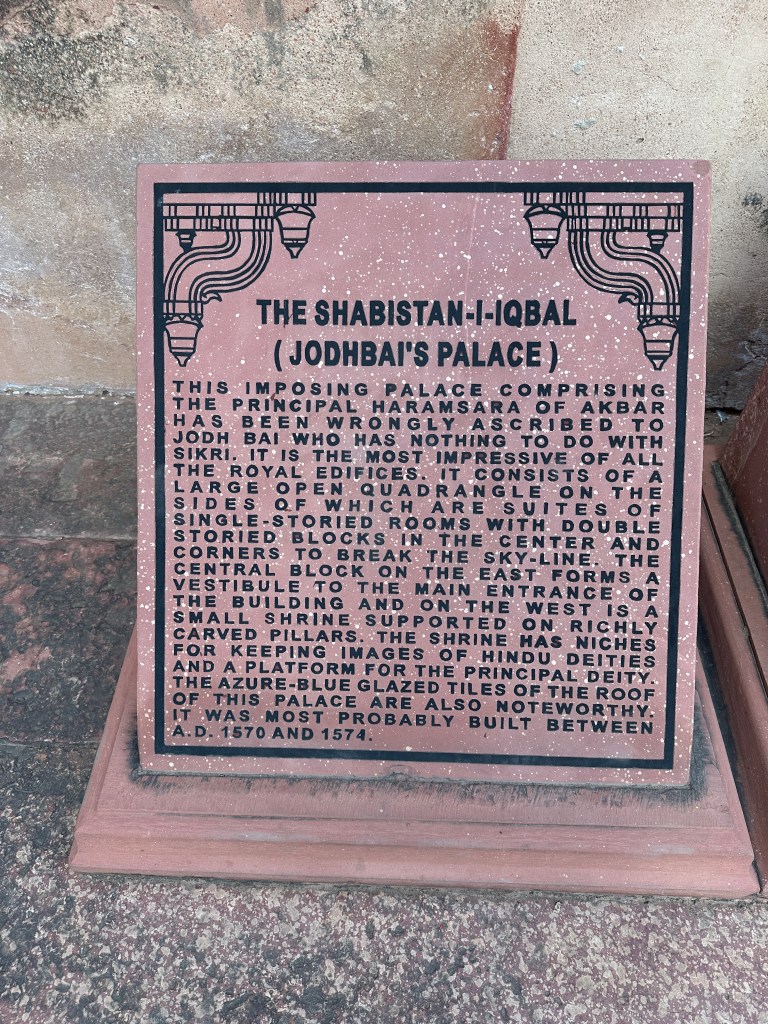 THE SHABISTAN-I-IQBAL
( JODHBAI'S PALACE )
THIS IMPOSING PALACE COMPRISING
THE PRINCIPAL HARAMSARA OF AKBAR
HAS BEEN WRONGLY ASCRIBED TO
JODH BAI WHO HAS NOTHING TO DO WITH
SIKRI. IT IS THE MOST IMPRESSIVE OF ALL
THE ROYAL EDIFICES. IT CONSISTS OF A
LARGE OPEN QUADRANGLE ON THE
SIDES OF WHICH ARE SUITES OF
SINGLE-STORIED ROOMS WITH DOUBLE
STORIED BLOCKS IN THE CENTER AND
CORNERS TO BREAK THE SKY-LINE. THE
CENTRAL BLOCK ON THE EAST FORMS A
VESTIBULE TO THE MAIN ENTRANCE OF
THE BUILDING AND ON THE WEST IS A
SMALL SHRINE SUPPORTED ON RICHLY
CARVED PILLARS. THE SHRINE HAS NICHES
FOR KEEPING IMAGES OF HINDU DEITIES
AND A PLATFORM FOR THE PRINCIPAL DEITY.
THE AZURE-BLUE GLAZED TILES OF THE ROOF
OF THIS PALACE ARE ALSO NOTEWORTHY.
IT WAS MOST PROBABLY BUILT BETWEEN
A.D. 1570 AND 1574.